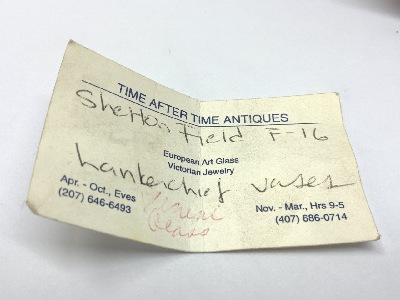 TIME AFTER TIME ANTIQUES
Field F-16
European Art Glass
Victorian Jewelry
hankerchief vases
Apr. - Oct., Eves
(207) 646-6493
Nov. - Mar., Hrs 9-5
(407) 686-0714